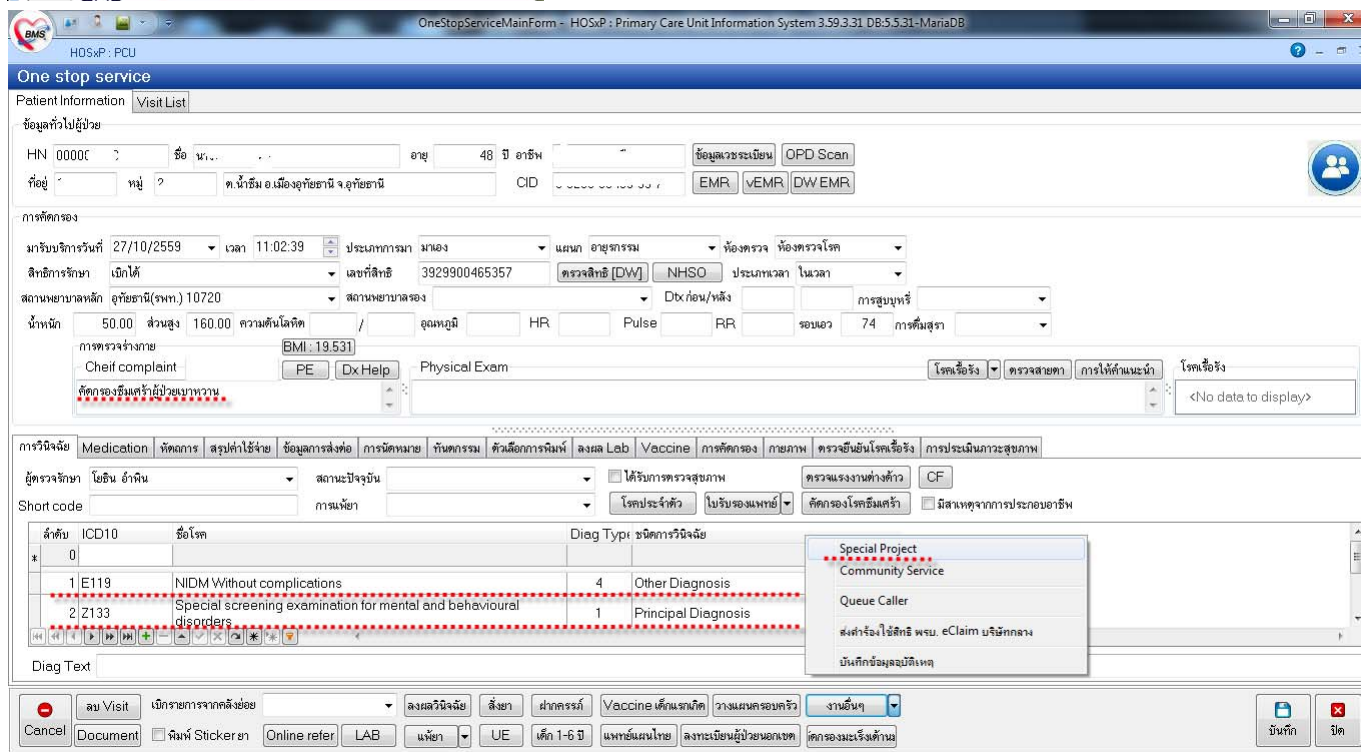 OneStopServiceMainForm - HOSxP : Primary Care Unit Information System 3.59.3.31 DB:5.5.31-MariaDB
BMS
HOSxP : PCU
One stop service
Patient Information Visit List
ข้อมูลทั่วไปผู้ป่วย
HN ชื่อ อายุ 48 ปี อาชีพ ข้อมูลเวชระเบียน OPD Scan
ที่อยู่ หมู่ ต.น้ำซึม อ.เมืองอุทัยธานี จ.อุทัยธานี CID EMR vEMR DW EMR
การคัดกรอง
มารับบริการวันที่ 27/10/2559 เวลา 11:02:39 ประเภทการมา มาเอง แผนก อายุรกรรม ห้องตรวจ ห้องตรวจโรค
สิทธิการรักษา เบิกได้ เลขที่สิทธิ 3929900465357 ตรวจสิทธิ [DW] NHSO ประเภทเวลา ในเวลา
สถานพยาบาลหลัก อุทัยธานี(รพท.) 10720 สถานพยาบาลรอง Dtx ก่อน/หลัง การสูบบุหรี่
น้ำหนัก 50.00 ส่วนสูง 160.00 ความดันโลหิต / อุณหภูมิ HR Pulse RR รอบเอว 74 การดื่มสุรา
การตรวจร่างกาย BMI : 19.531
Cheif complaint PE Dx Help Physical Exam โรคเรื้อรัง ตรวจสายตา การให้คำแนะนำ โรคเรื้อรัง
คัดกรองซึมเศร้าผู้ป่วยเบาหวาน <No data to display>
การวินิจฉัย Medication หัตถการ สรุปค่าใช้จ่าย ข้อมูลการส่งต่อ การนัดหมาย ทันตกรรม ตัวเลือกการพิมพ์ ลงผล Lab Vaccine การคัดกรอง กายภาพ ตรวจยืนยันโรคเรื้อรัง การประเมินภาวะสุขภาพ
ผู้ตรวจรักษา โยธิน อ่ำพิน สถานะปัจจุบัน ได้รับการตรวจสุขภาพ ตรวจแรงงานต่างด้าว CF
Short code การแพ้ยา โรคประจำตัว ใบรับรองแพทย์ คัดกรองโรคซึมเศร้า มีสาเหตุจากการประกอบอาชีพ
ลำดับ ICD10 ชื่อโรค Diag Type ชนิดการวินิจฉัย
* 0
1 E119 NIDM Without complications 4 Other Diagnosis
2 Z133 Special screening examination for mental and behavioural disorders 1 Principal Diagnosis
Special Project
Community Service
Queue Caller
ส่งคำร้องใช้สิทธิ พรบ. eClaim บริษัทกลาง
บันทึกข้อมูลอุบัติเหตุ
Diag Text
Cancel ลบ Visit เบิกรายการจากคลังย่อย ลงผลวินิจฉัย สั่งยา ฝากครรภ์ Vaccine เด็กแรกเกิด วางแผนครอบครัว งานอื่นๆ บันทึก ปิด
Document พิมพ์ Sticker ยา Online refer LAB แพ้ยา UE เด็ก 1-6 ปี แพทย์แผนไทย ลงทะเบียนผู้ป่วยนอกเขต คัดกรองมะเร็งเต้านม